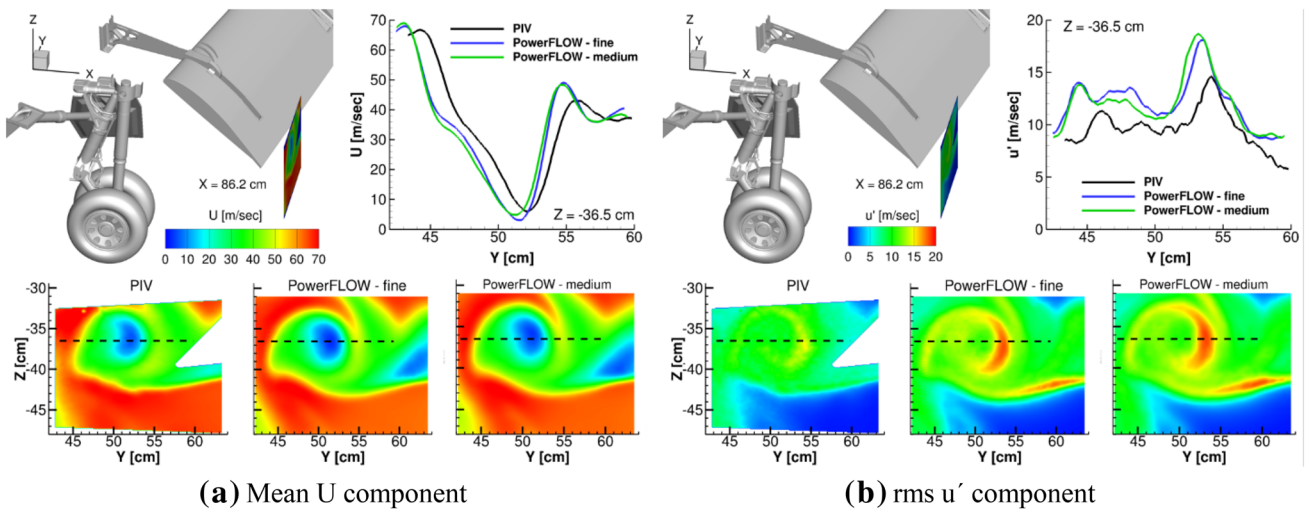 Z
Y
X
X = 86.2 cm
U [m/sec]
0 10 20 30 40 50 60 70
U [m/sec]
70
60
50
40
30
20
10
0
PIV
PowerFLOW - fine
PowerFLOW - medium
Z = -36.5 cm
45 50 55 60
Y [cm]
PIV
PowerFLOW - fine
PowerFLOW - medium
Z [cm]
-30
-35
-40
-45
45 50 55 60
45 50 55 60
45 50 55 60
Y [cm]
Y [cm]
Y [cm]
(a) Mean U component
Z
Y
X
X = 86.2 cm
u' [m/sec]
0 5 10 15 20
u' [m/sec]
20
15
10
5
0
Z = -36.5 cm
PIV
PowerFLOW - fine
PowerFLOW - medium
45 50 55 60
Y [cm]
PIV
PowerFLOW - fine
PowerFLOW - medium
Z [cm]
-30
-35
-40
-45
45 50 55 60
45 50 55 60
45 50 55 60
Y [cm]
Y [cm]
Y [cm]
(b) rms u´ component